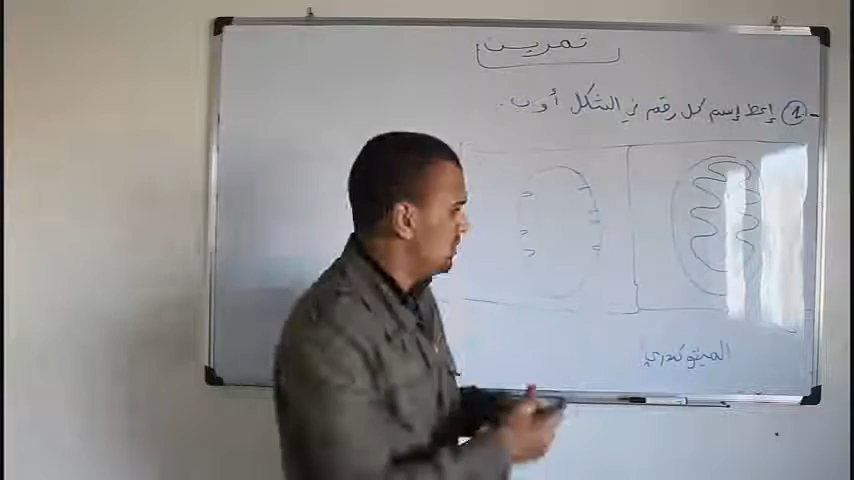 تمرين
1- إعط إسم كل رقم في الشكل أ و ب.
الميتوكندري